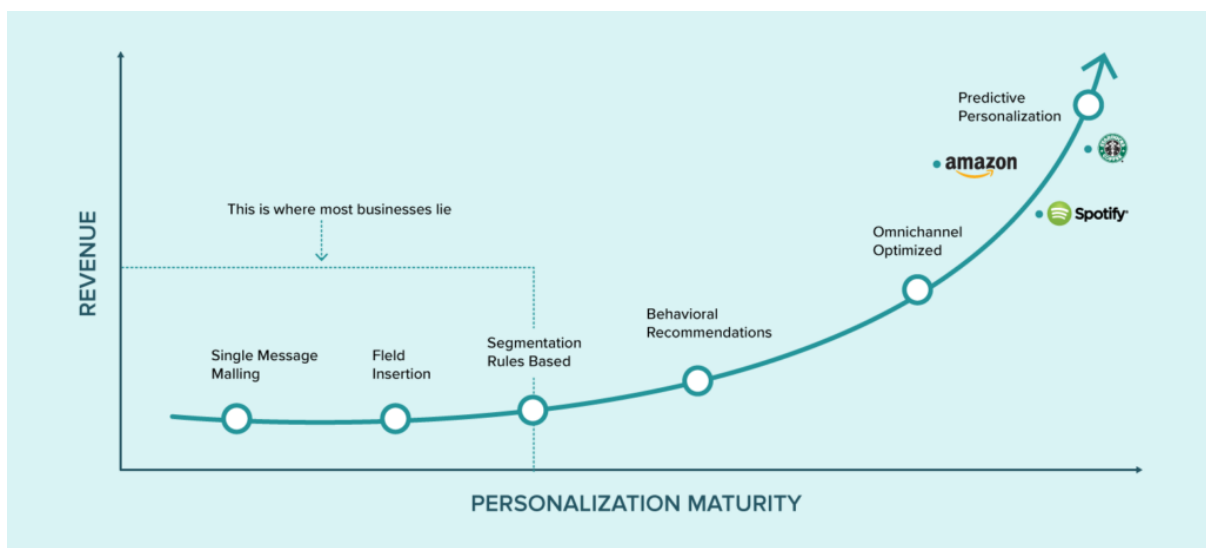 Predictive
Personalization
amazon
Spotify
This is where most businesses lie
Omnichannel
Optimized
REVENUE
Behavioral
Recommendations
Segmentation
Rules Based
Single Message
Malling
Fleld
Insertion
PERSONALIZATION MATURITY